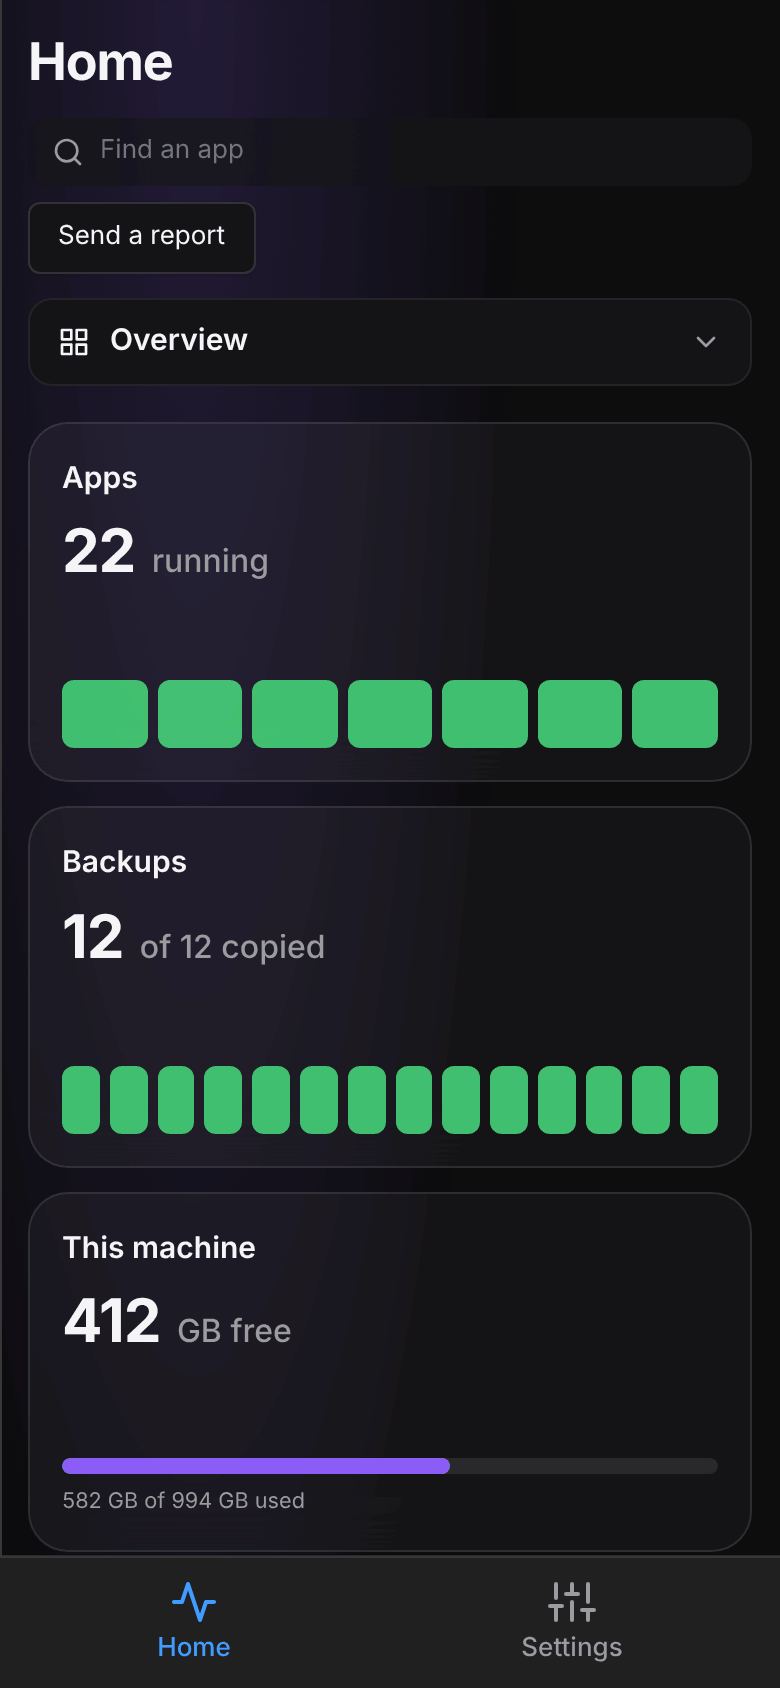 Home
Find an app
Send a report
Overview
Apps
22 running
Backups
12 of 12 copied
This machine
412 GB free
582 GB of 994 GB used
Home
Settings